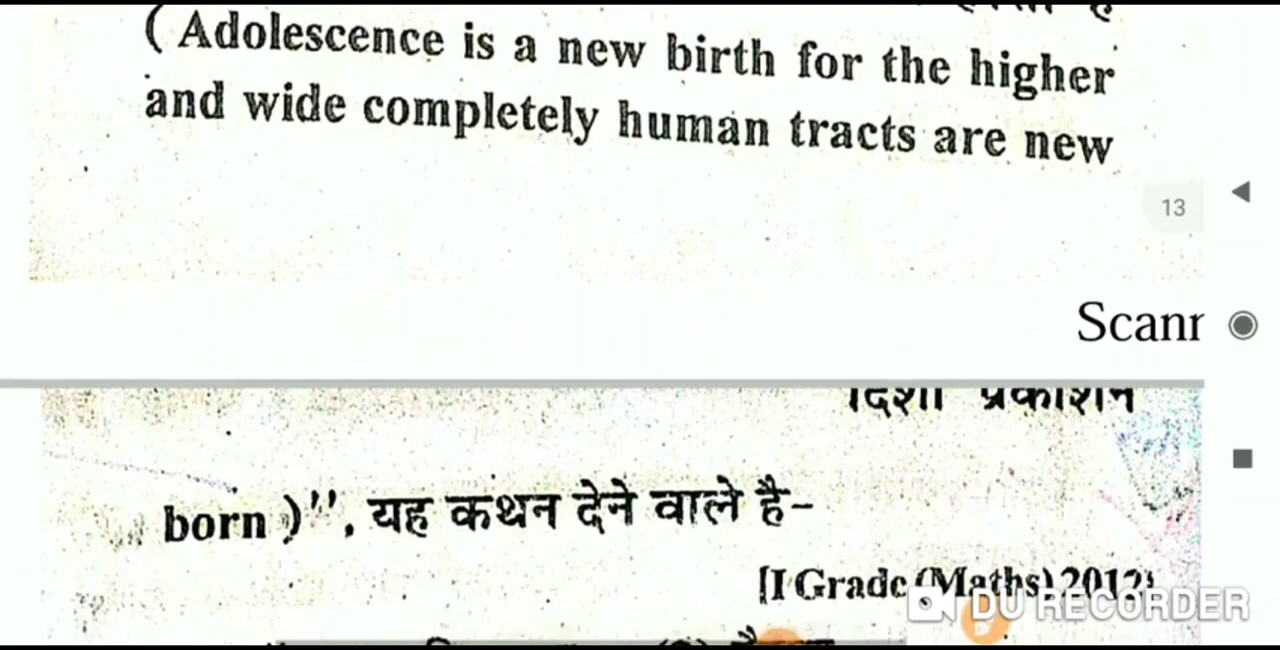 ( Adolescence is a new birth for the higher
and wide completely human tracts are new
13
Scanr
दिशा प्रकाशन
born )'', यह कथन देने वाले है-
[I Grade (Maths) 2012]
DU RECORDER